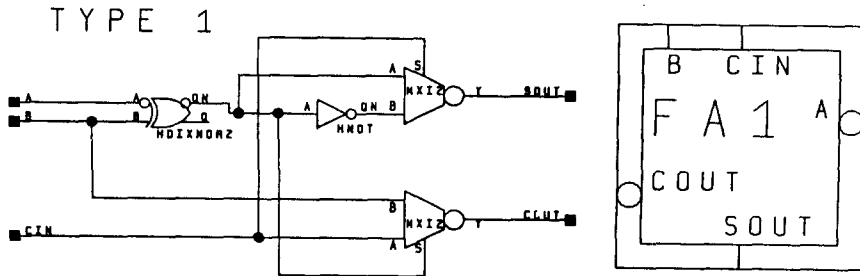 TYPE 1
A
B
A
B
QN
Q
HDIXNOR2
A
QN
HNOT
A
B
S
MXI2
Y
SOUT
CIN
B
A
MXI2
S
Y
COUT
B CIN
FA1
A
COUT
SOUT